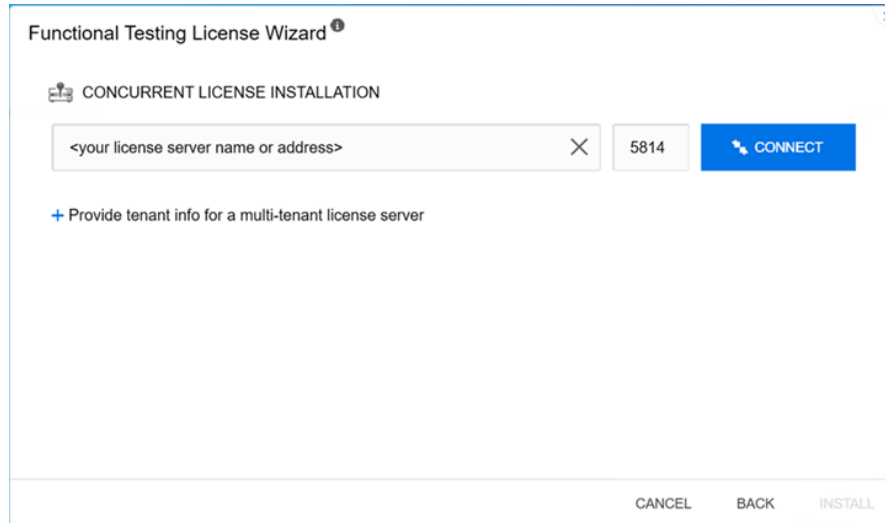 Functional Testing License Wizard
CONCURRENT LICENSE INSTALLATION
<your license server name or address> 5814 CONNECT
+ Provide tenant info for a multi-tenant license server
CANCEL BACK INSTALL